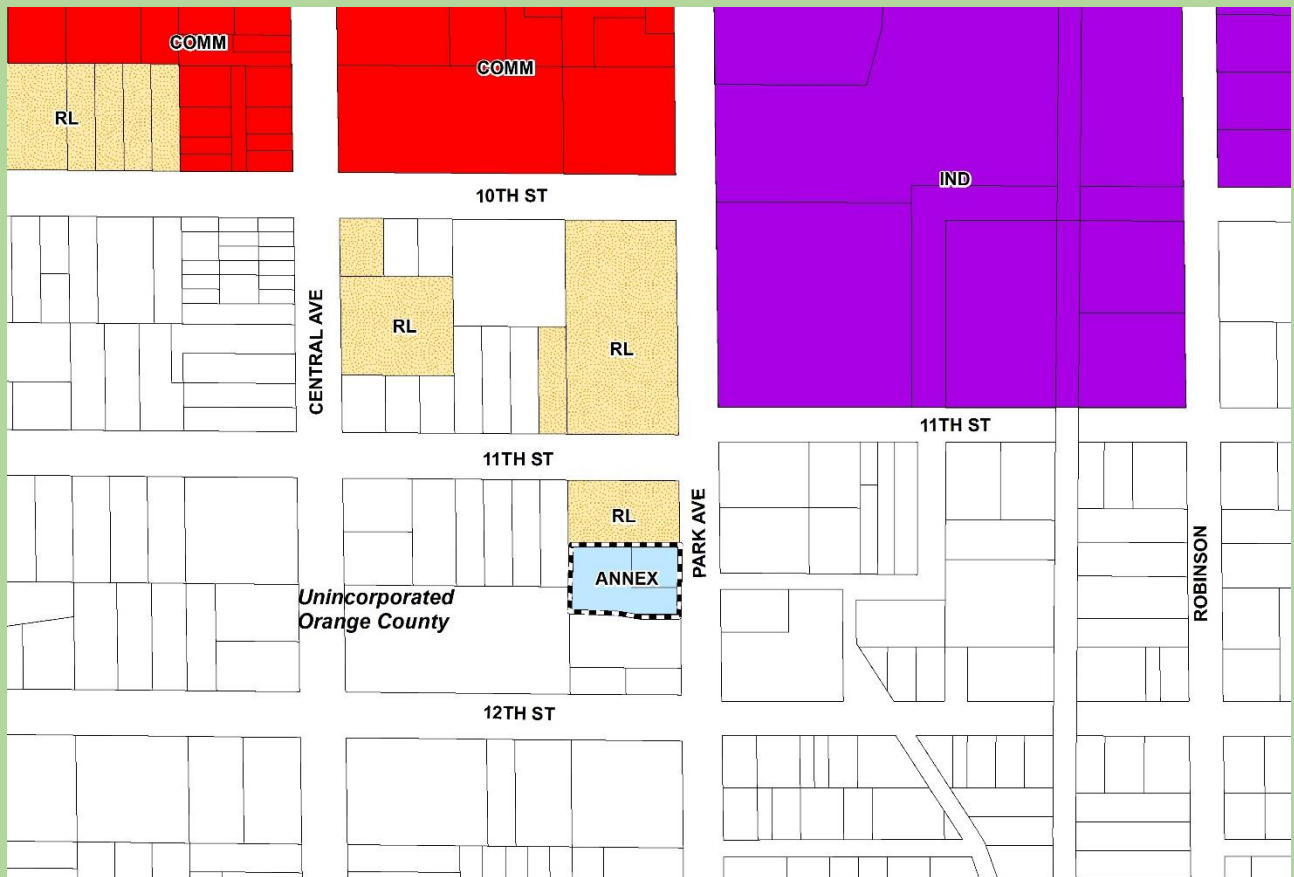 COMM
COMM
RL
IND
10TH ST
CENTRAL AVE
RL
RL
11TH ST
11TH ST
RL
PARK AVE
ROBINSON
ANNEX
Unincorporated
Orange County
12TH ST